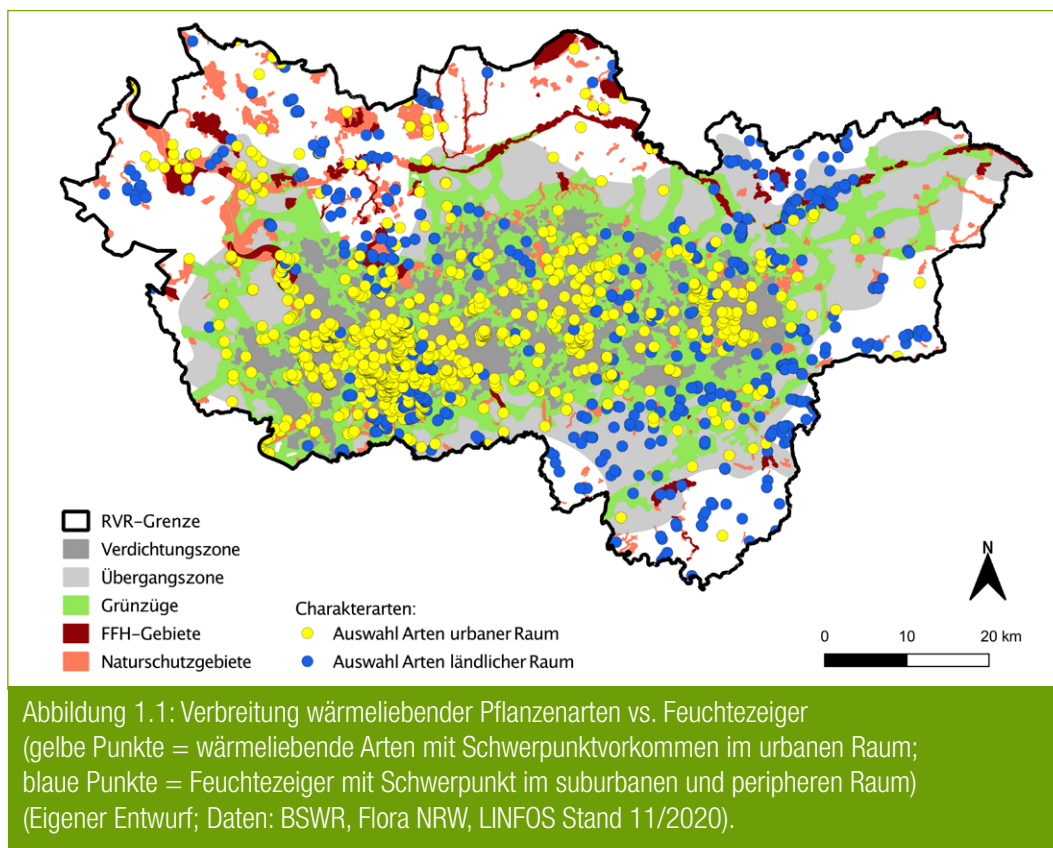 RVR-Grenze
Verdichtungszone
Übergangszone
Grünzüge
FFH-Gebiete
Naturschutzgebiete
Charakterarten:
Auswahl Arten urbaner Raum
Auswahl Arten ländlicher Raum
N
0 10 20 km
Abbildung 1.1: Verbreitung wärmeliebender Pflanzenarten vs. Feuchtezeiger
(gelbe Punkte = wärmeliebende Arten mit Schwerpunktvorkommen im urbanen Raum;
blaue Punkte = Feuchtezeiger mit Schwerpunkt im suburbanen und peripheren Raum)
(Eigener Entwurf; Daten: BSWR, Flora NRW, LINFOS Stand 11/2020).